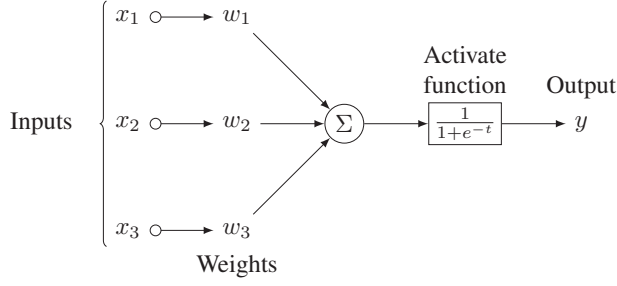 x₁ w₁
Activate
function
Output
Inputs
x₂ w₂
Σ
1/(1+e⁻ᵗ)
y
x₃ w₃
Weights